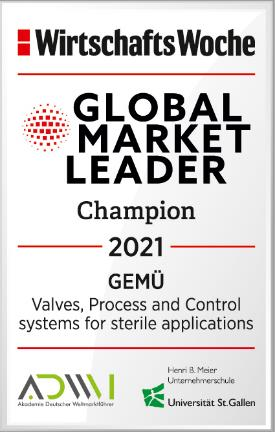 WirtschaftsWoche
GLOBAL
MARKET
LEADER
Champion
2021
GEMÜ
Valves, Process and Control
systems for sterile applications
ADWM
Akademie Deutscher Weltmarktführer
Henri B. Meier
Unternehmerschule
Universität St.Gallen